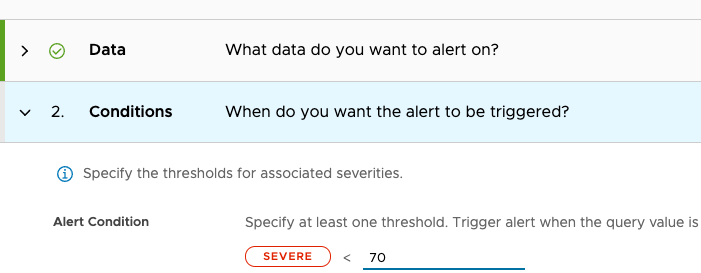 Data What data do you want to alert on?
2. Conditions When do you want the alert to be triggered?
Specify the thresholds for associated severities.
Alert Condition Specify at least one threshold. Trigger alert when the query value is
SEVERE < 70